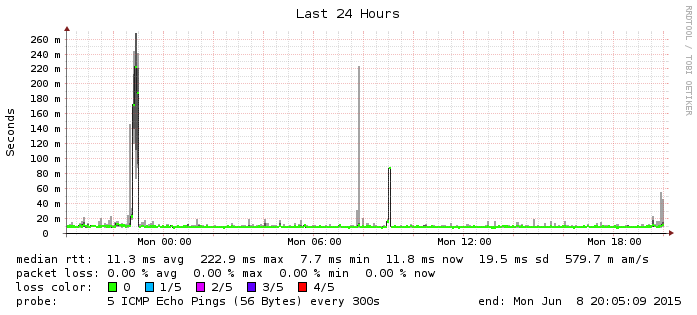 Last 24 Hours
RRDTOOL / TOBI OETIKER
Seconds
260 m
240 m
220 m
200 m
180 m
160 m
140 m
120 m
100 m
80 m
60 m
40 m
20 m
0
Mon 00:00 Mon 06:00 Mon 12:00 Mon 18:00
median rtt: 11.3 ms avg 222.9 ms max 7.7 ms min 11.8 ms now 19.5 ms sd 579.7 m am/s
packet loss: 0.00 % avg 0.00 % max 0.00 % min 0.00 % now
loss color: 0 1/5 2/5 3/5 4/5
probe: 5 ICMP Echo Pings (56 Bytes) every 300s end: Mon Jun 8 20:05:09 2015